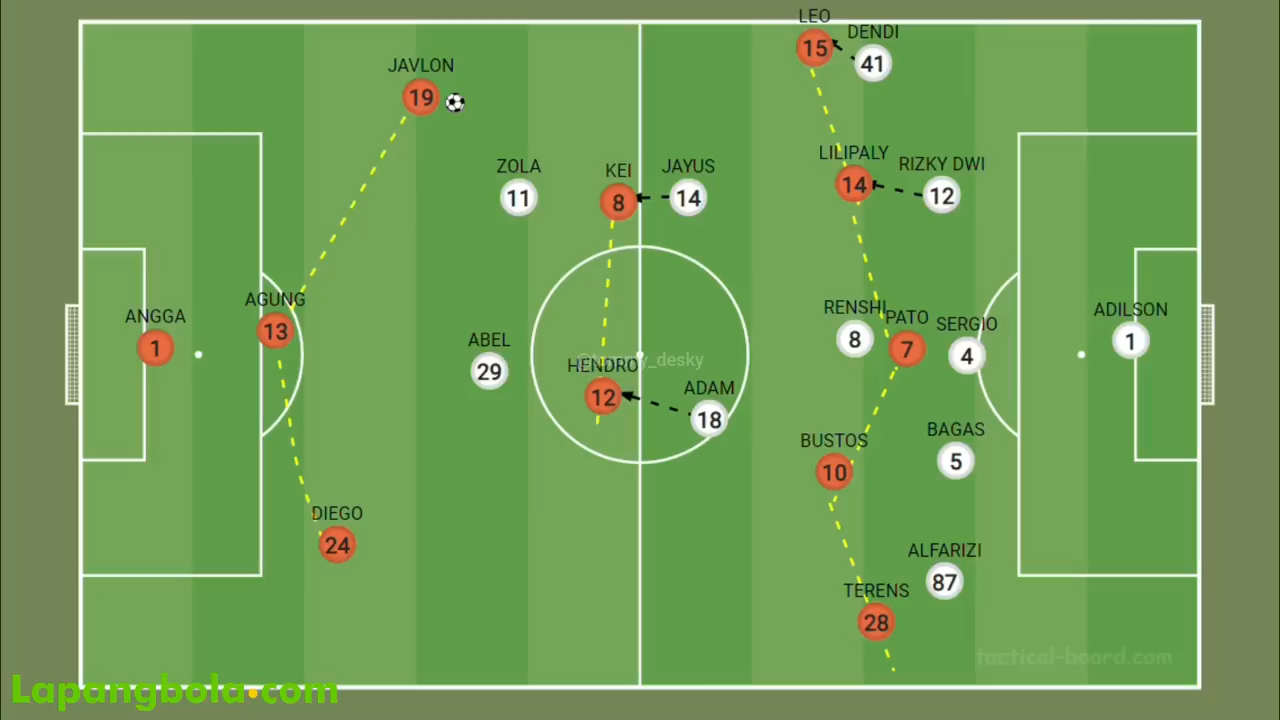 LEO
15
DENDI
41
JAVLON
19
ZOLA
11
KEI
8
JAYUS
14
LILIPALY
14
RIZKY DWI
12
ANGGA
1
AGUNG
13
ABEL
29
HENDRO
12
ADAM
18
RENSHI
8
PATO
7
SERGIO
4
ADILSON
1
BUSTOS
10
BAGAS
5
DIEGO
24
ALFARIZI
87
TERENS
28
tactical-board.com
Lapangbola.com